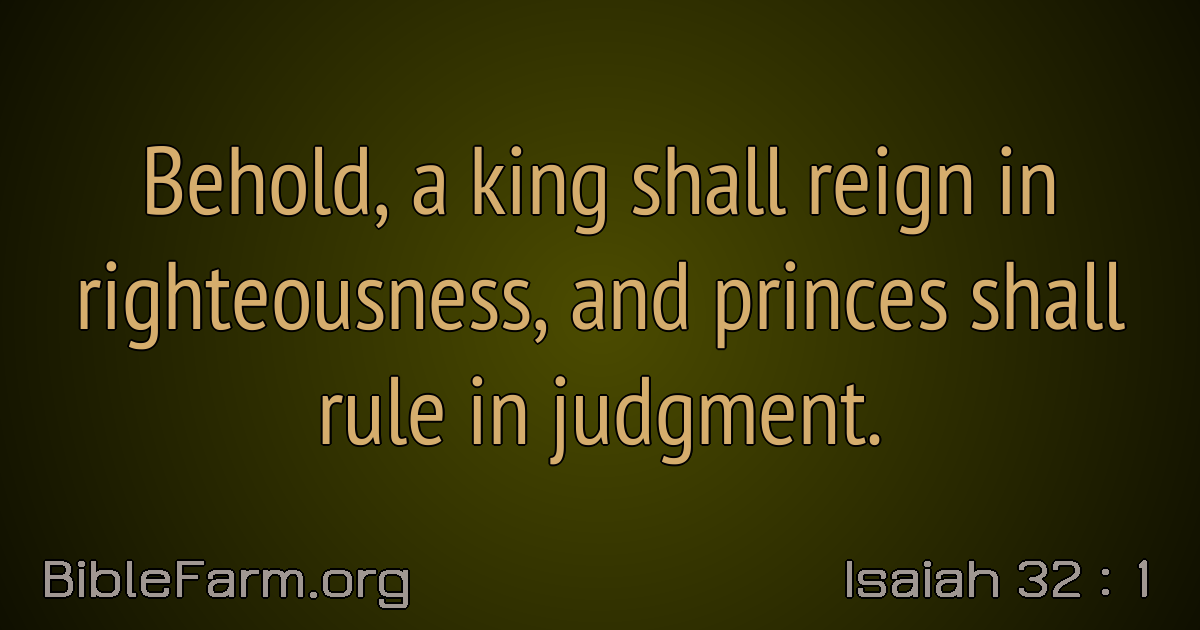 Behold, a king shall reign in
righteousness, and princes shall
rule in judgment.
BibleFarm.org
Isaiah 32 : 1